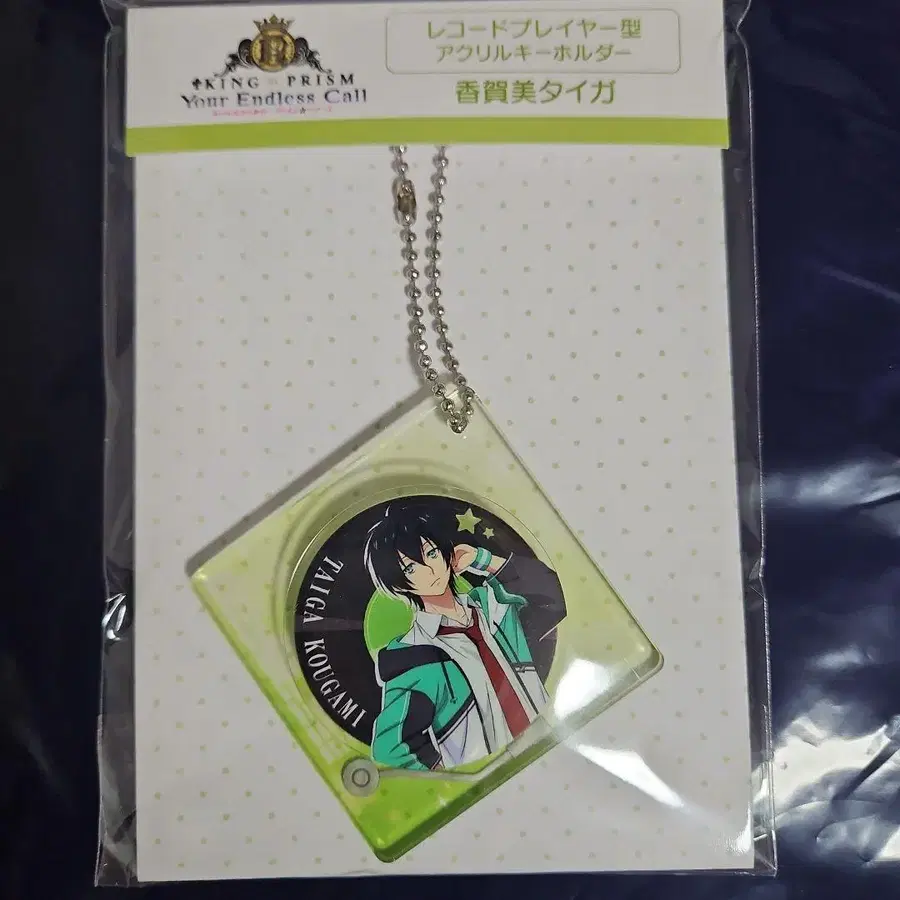 KING OF PRISM
Your Endless Call
レコードプレイヤー型
アクリルキーホルダー
香賀美タイガ
TAIGA KOUGAMI